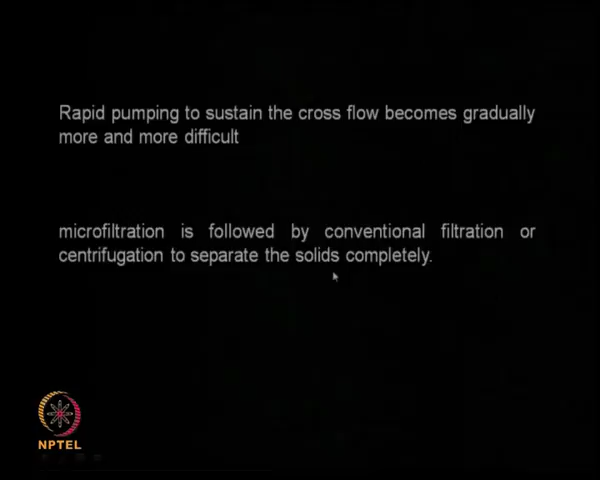 Rapid pumping to sustain the cross flow becomes gradually
more and more difficult
microfiltration is followed by conventional filtration or
centrifugation to separate the solids completely.
NPTEL